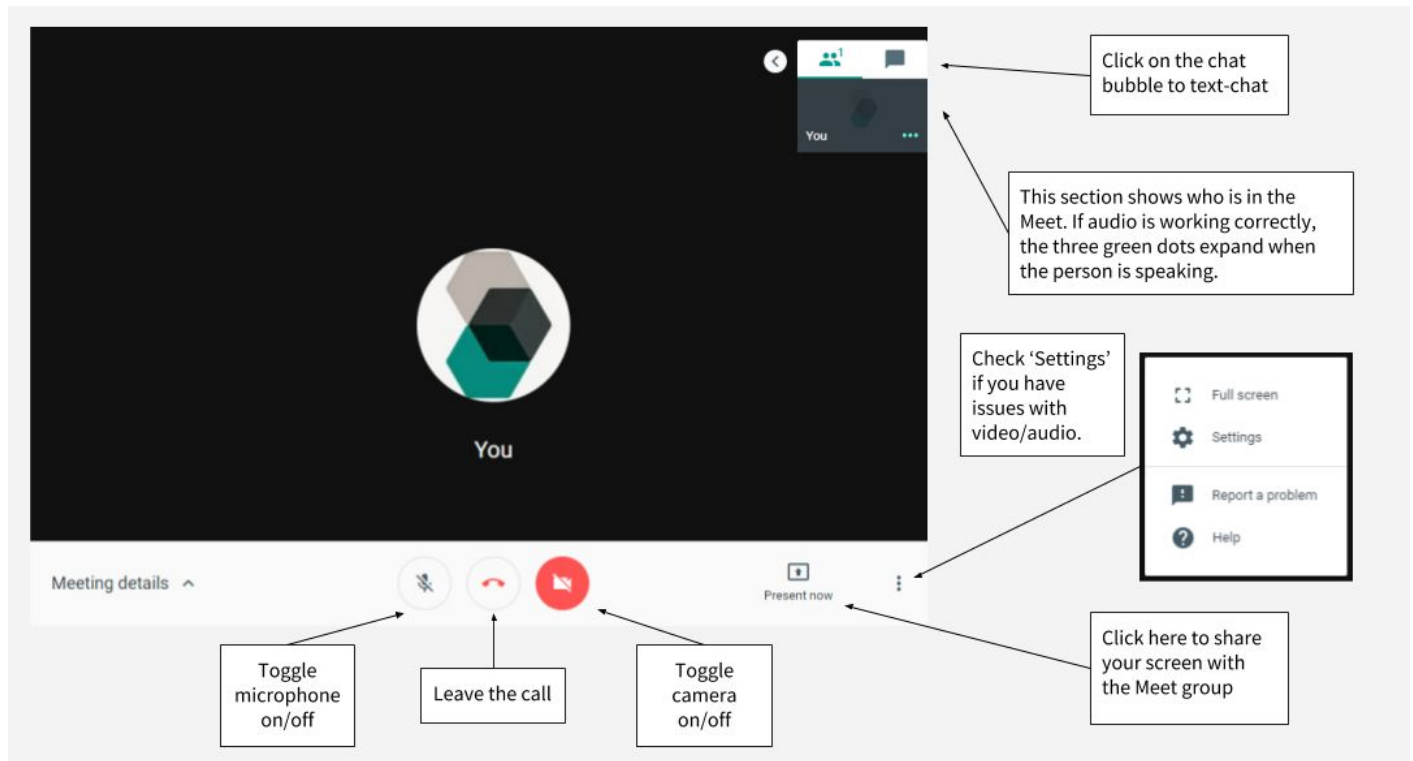 1
You
You
Meeting details
Present now
Click on the chat
bubble to text-chat
This section shows who is in the
Meet. If audio is working correctly,
the three green dots expand when
the person is speaking.
Check ‘Settings’
if you have
issues with
video/audio.
Full screen
Settings
Report a problem
Help
Click here to share
your screen with
the Meet group
Toggle
microphone
on/off
Leave the call
Toggle
camera
on/off